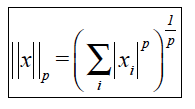 ||x||_p = (∑_i |x_i|^p)^{1/p}